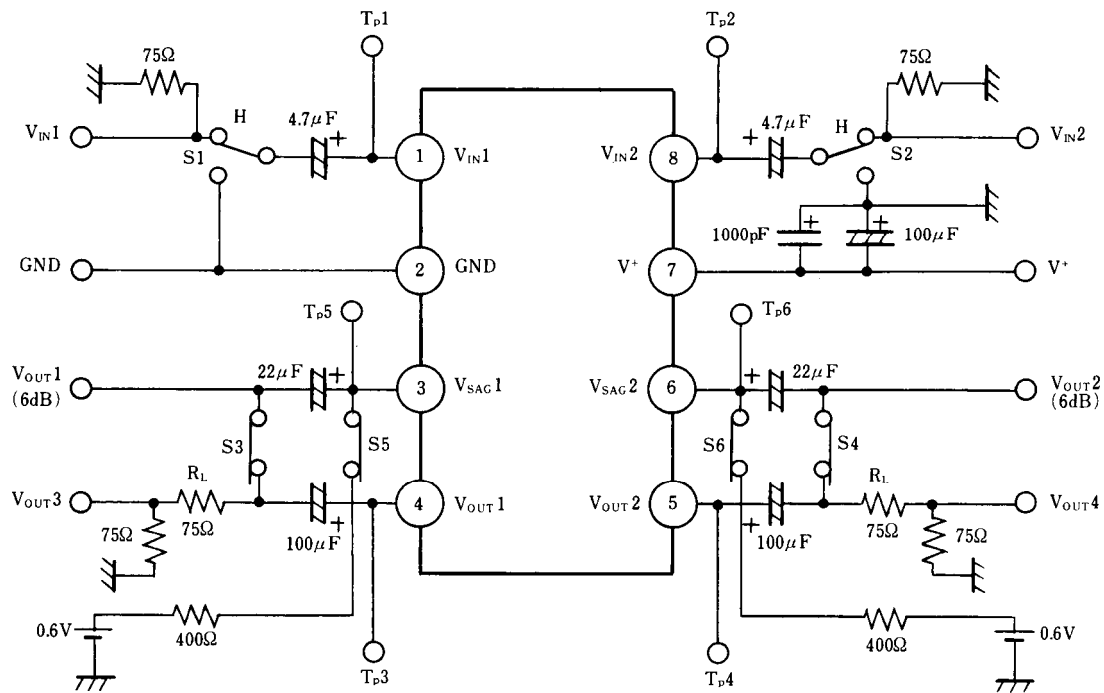 Tp1
Tp2
75Ω
75Ω
VIN1
H
S1
4.7μF
+
1
VIN1
VIN2
8
+
4.7μF
H
S2
VIN2
1000pF
+
+
100μF
GND
2
GND
V+
7
V+
Tp5
Tp6
VOUT1
(6dB)
22μF
+
3
VSAG1
VSAG2
6
+
22μF
VOUT2
(6dB)
S3
S5
S6
S4
VOUT3
RL
75Ω
75Ω
100μF
+
4
VOUT1
VOUT2
5
+
100μF
RL
75Ω
75Ω
VOUT4
0.6V
400Ω
400Ω
0.6V
Tp3
Tp4